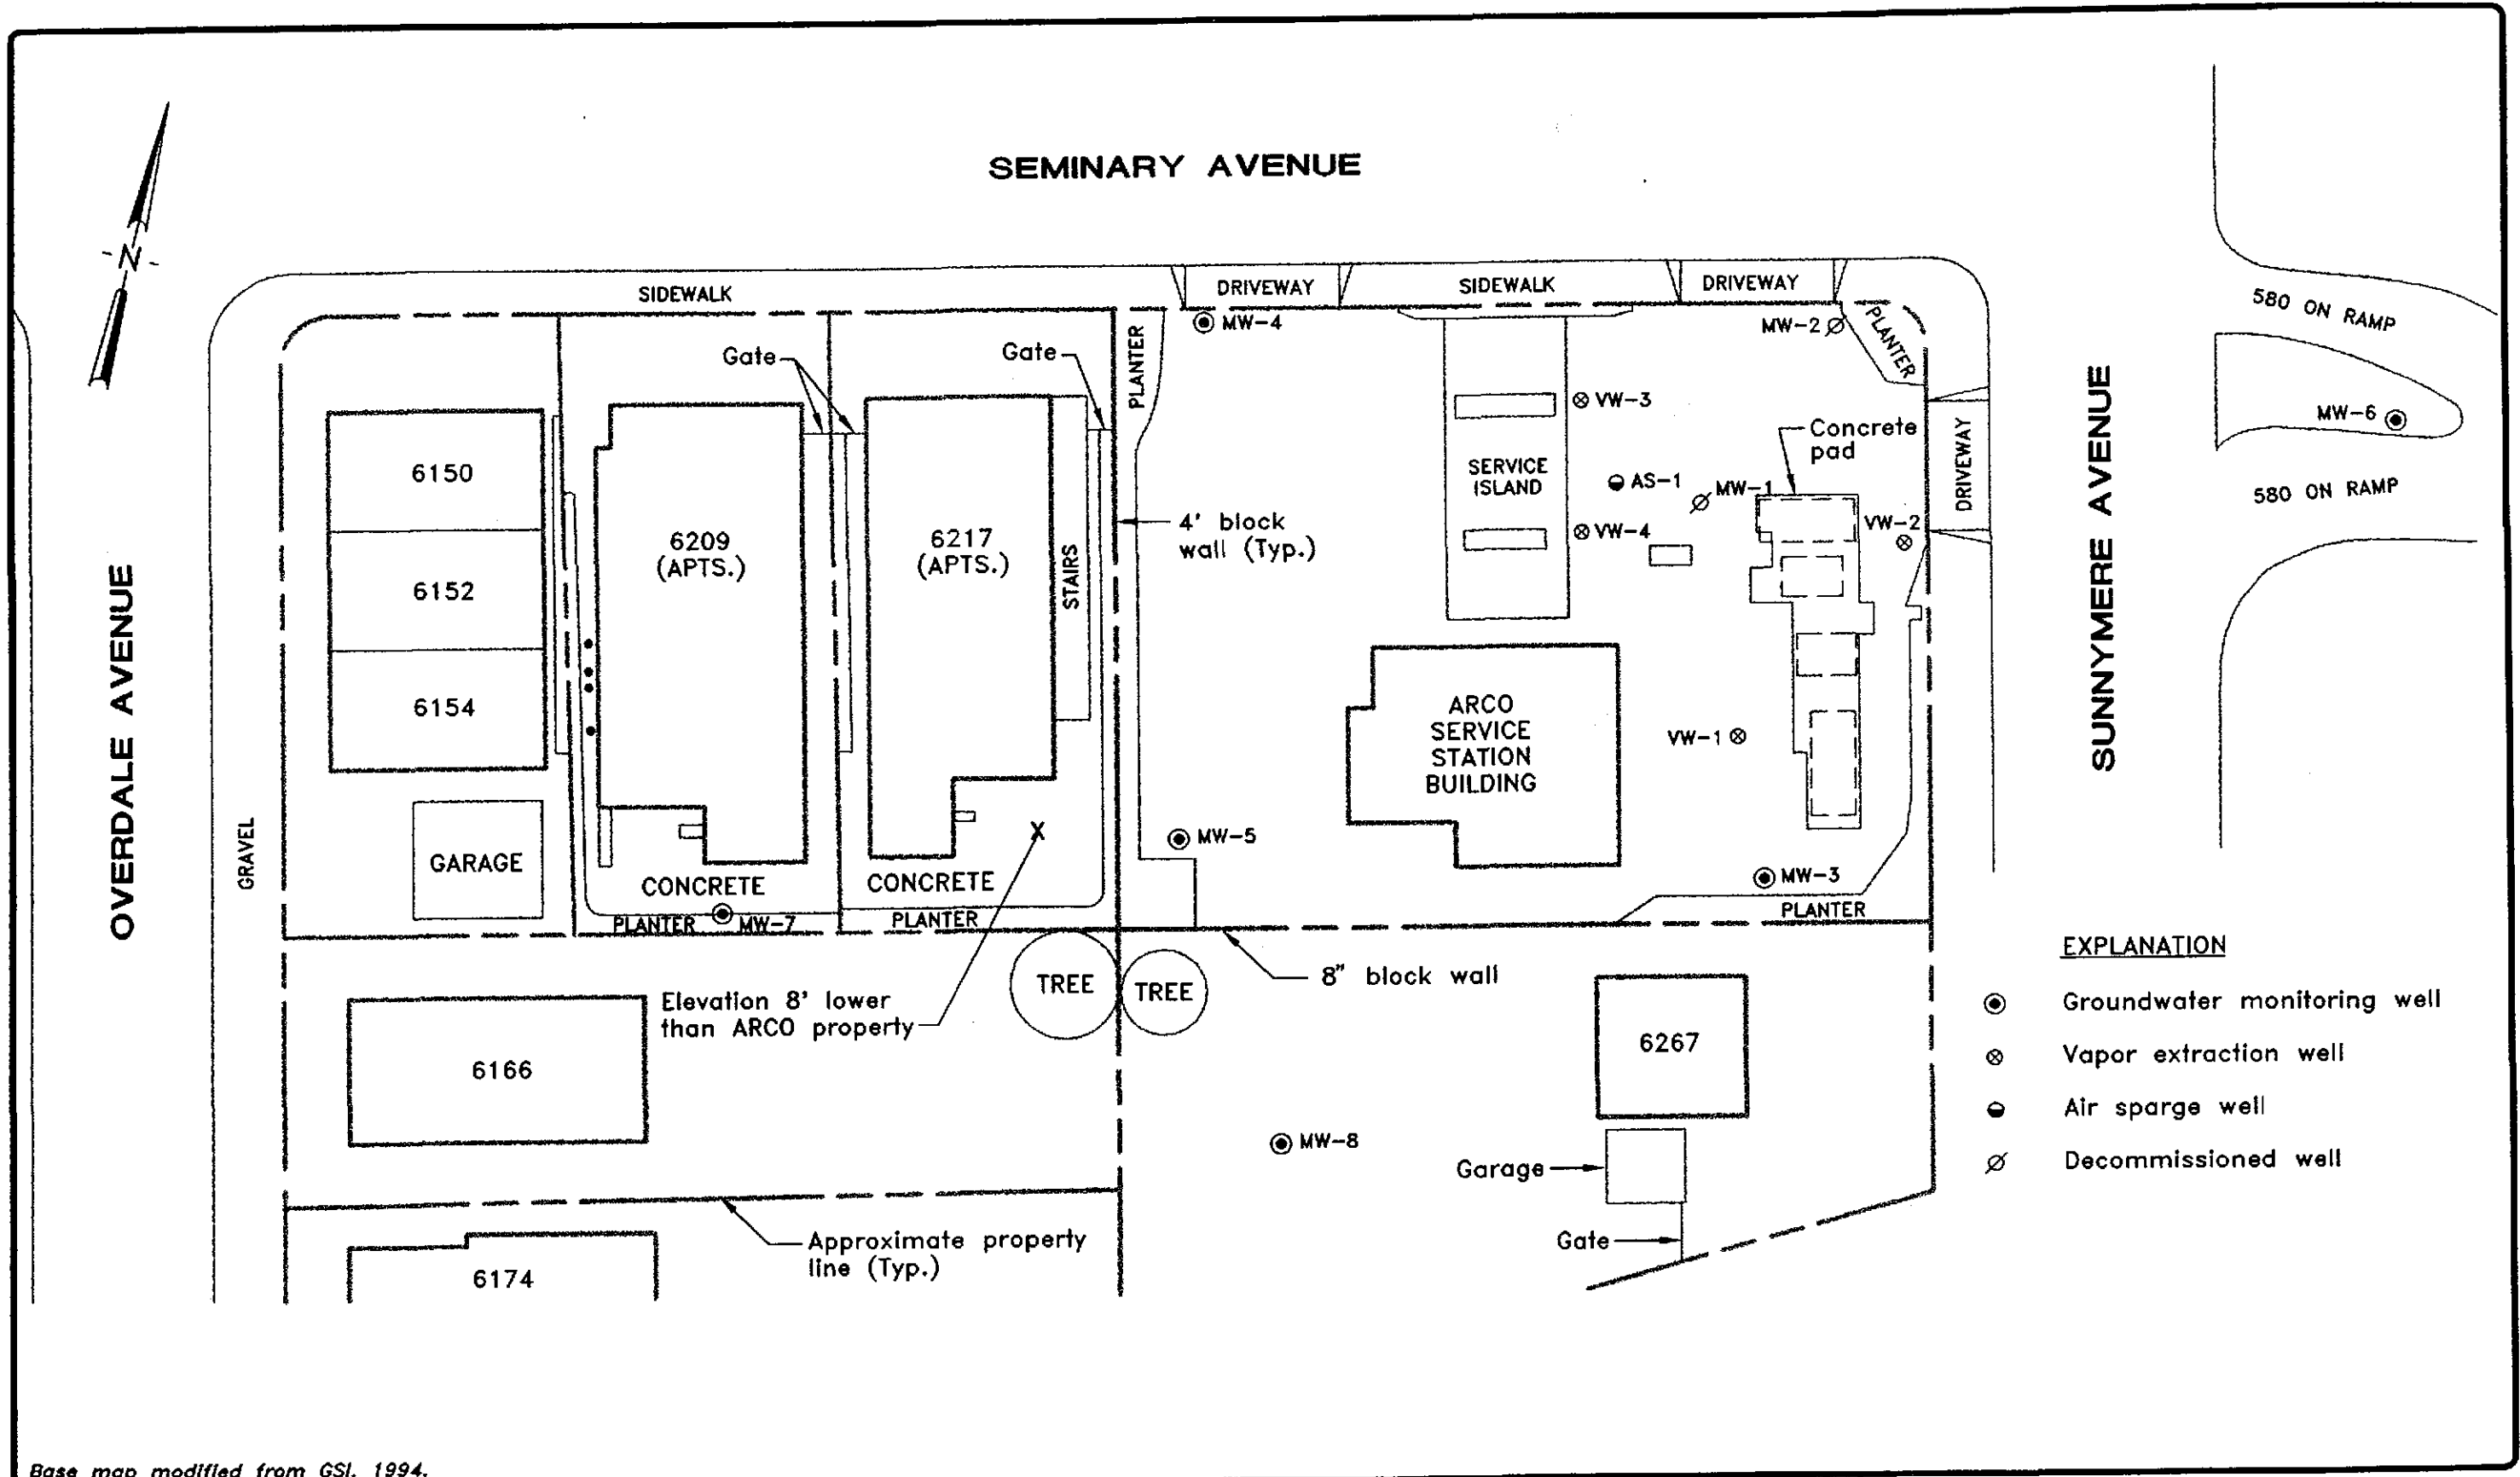 SEMINARY AVENUE
N
SIDEWALK
DRIVEWAY
SIDEWALK
DRIVEWAY
580 ON RAMP
MW-4
MW-2
PLANTER
PLANTER
Gate
Gate
VW-3
MW-6
Concrete
pad
DRIVEWAY
SUNNYMERE AVENUE
6150
SERVICE
ISLAND
AS-1
MW-1
580 ON RAMP
4' block
wall (Typ.)
VW-4
VW-2
6209
(APTS.)
6217
(APTS.)
STAIRS
6152
OVERDALE AVENUE
6154
ARCO
SERVICE
STATION
BUILDING
VW-1
GRAVEL
GARAGE
X
MW-5
CONCRETE
CONCRETE
MW-3
PLANTER
MW-7
PLANTER
PLANTER
TREE
TREE
8" block wall
Elevation 8' lower
than ARCO property
6166
6267
MW-8
Garage
Gate
Approximate property
line (Typ.)
6174
EXPLANATION
Groundwater monitoring well
Vapor extraction well
Air sparge well
Decommissioned well
Base map modified from GSI, 1994.